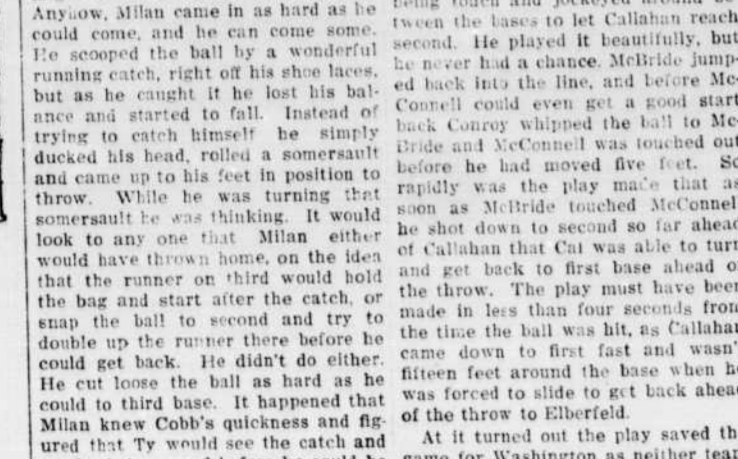 Anyhow, Milan came in as hard as he
could come, and he can come some.
He scooped the ball by a wonderful
running catch, right off his shoe laces,
but as he caught it he lost his bal-
ance and started to fall. Instead of
trying to catch himself he simply
ducked his head, rolled a somersault
and came up to his feet in position to
throw. While he was turning that
somersault he was thinking. It would
look to any one that Milan either
would have thrown home, on the idea
that the runner on third would hold
the bag and start after the catch, or
snap the ball to second and try to
double up the runner there before he
could get back. He didn't do either.
He cut loose the ball as hard as he
could to third base. It happened that
Milan knew Cobb's quickness and fig-
ured that Ty would see the catch and
tween the bases to let Callahan reach
second. He played it beautifully, but
he never had a chance. McBride jump-
ed back into the line, and before Mc-
Connell could even get a good start
back Conroy whipped the ball to Mc-
Bride and McConnell was touched out
before he had moved five feet. So
rapidly was the play made that as
soon as McBride touched McConnel
he shot down to second so far ahead
of Callahan that Cal was able to turn
and get back to first base ahead o
the throw. The play must have been
made in less than four seconds from
the time the ball was hit, as Callahan
came down to first fast and wasn'
fifteen feet around the base when he
was forced to slide to get back ahead
of the throw to Elberfeld.
At it turned out the play saved th
game for Washington as neither team